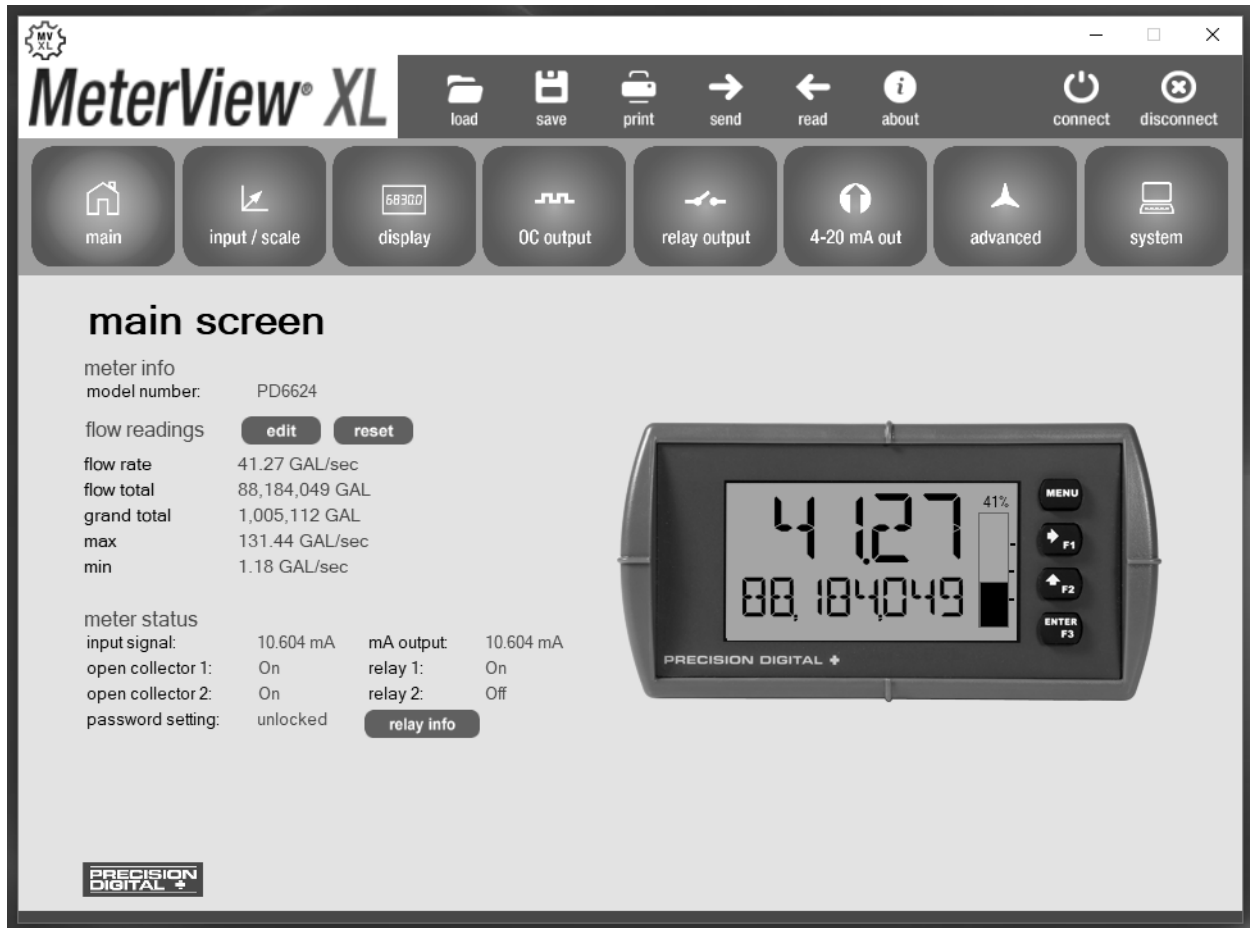 MV
XL
MeterView® XL
load save print send read about connect disconnect
68300
main input / scale display OC output relay output 4-20 mA out advanced system
main screen
meter info
model number: PD6624
flow readings edit reset
flow rate 41.27 GAL/sec
flow total 88,184,049 GAL
grand total 1,005,112 GAL
max 131.44 GAL/sec
min 1.18 GAL/sec
meter status
input signal: 10.604 mA mA output: 10.604 mA
open collector 1: On relay 1: On
open collector 2: On relay 2: Off
password setting: unlocked relay info
41.27 41%
88,184,049
MENU
F1
F2
ENTER
F3
PRECISION DIGITAL
PRECISION
DIGITAL